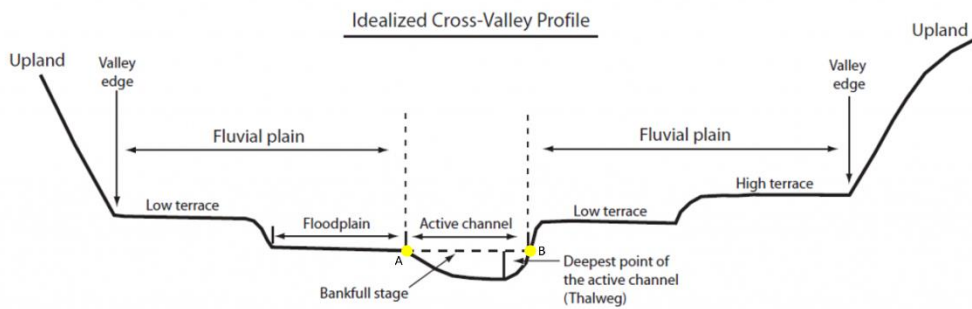 Idealized Cross-Valley Profile
Upland
Valley
edge
Fluvial plain
Low terrace
Floodplain
Active channel
A
B
Bankfull stage
Deepest point of
the active channel
(Thalweg)
Low terrace
High terrace
Fluvial plain
Valley
edge
Upland